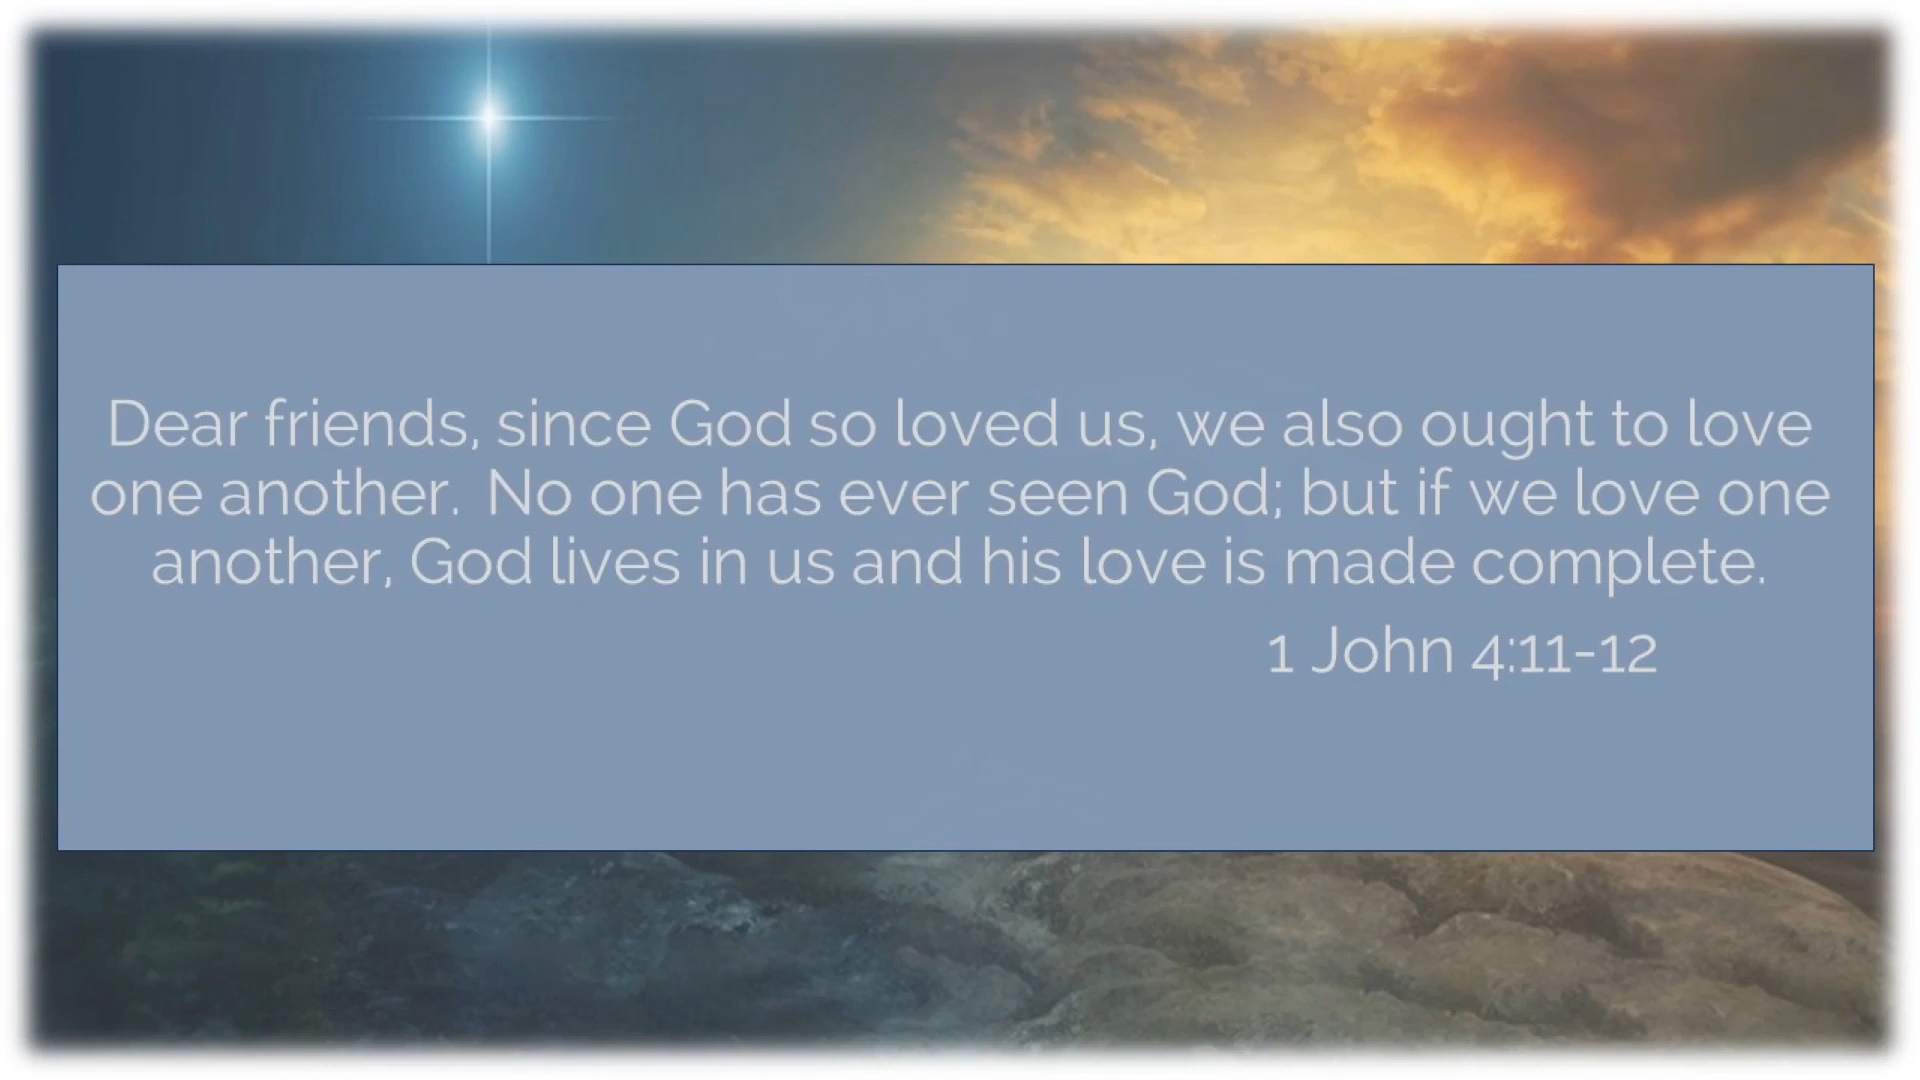 Dear friends, since God so loved us, we also ought to love
one another. No one has ever seen God; but if we love one
another, God lives in us and his love is made complete.
1 John 4:11-12